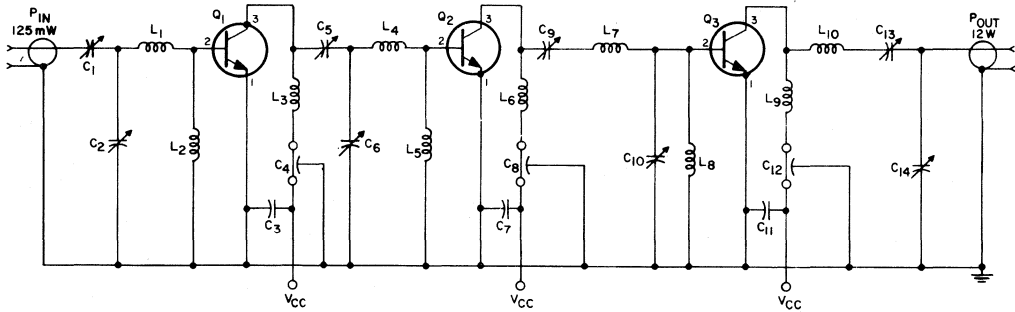 PIN
125 mW
C1
L1
C2
L2
Q1
3
2
1
L3
C4
C3
VCC
C5
L4
C6
L5
Q2
3
2
1
L6
C8
C7
VCC
C9
L7
C10
L8
Q3
3
2
1
L9
C12
C11
VCC
L10
C13
C14
POUT
12 W